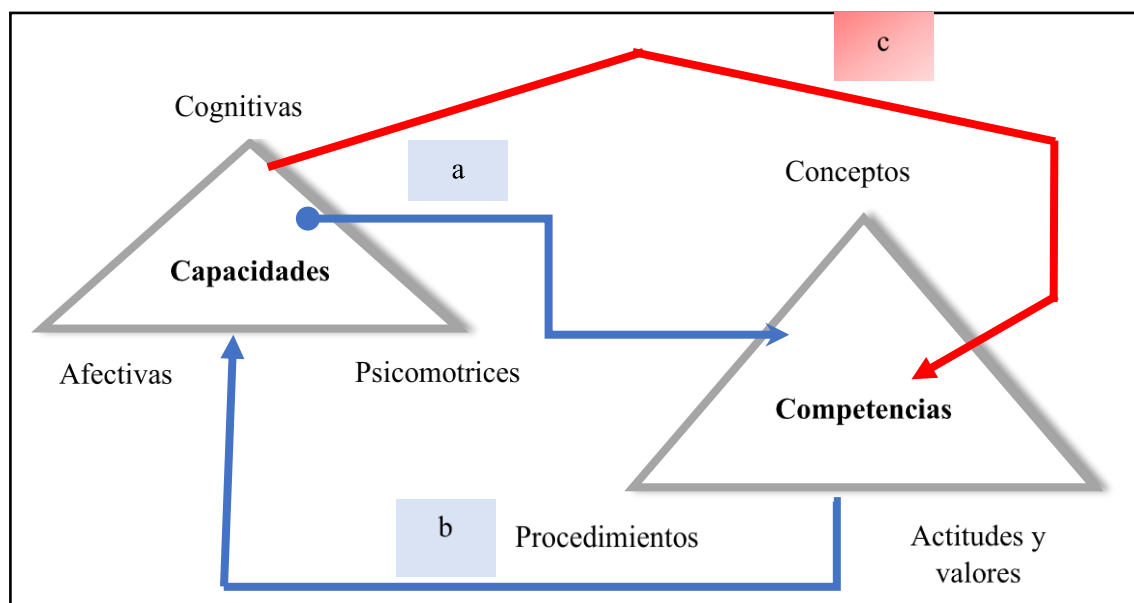 c
Cognitivas
a
Conceptos
Capacidades
Afectivas
Psicomotrices
Competencias
b
Procedimientos
Actitudes y
valores